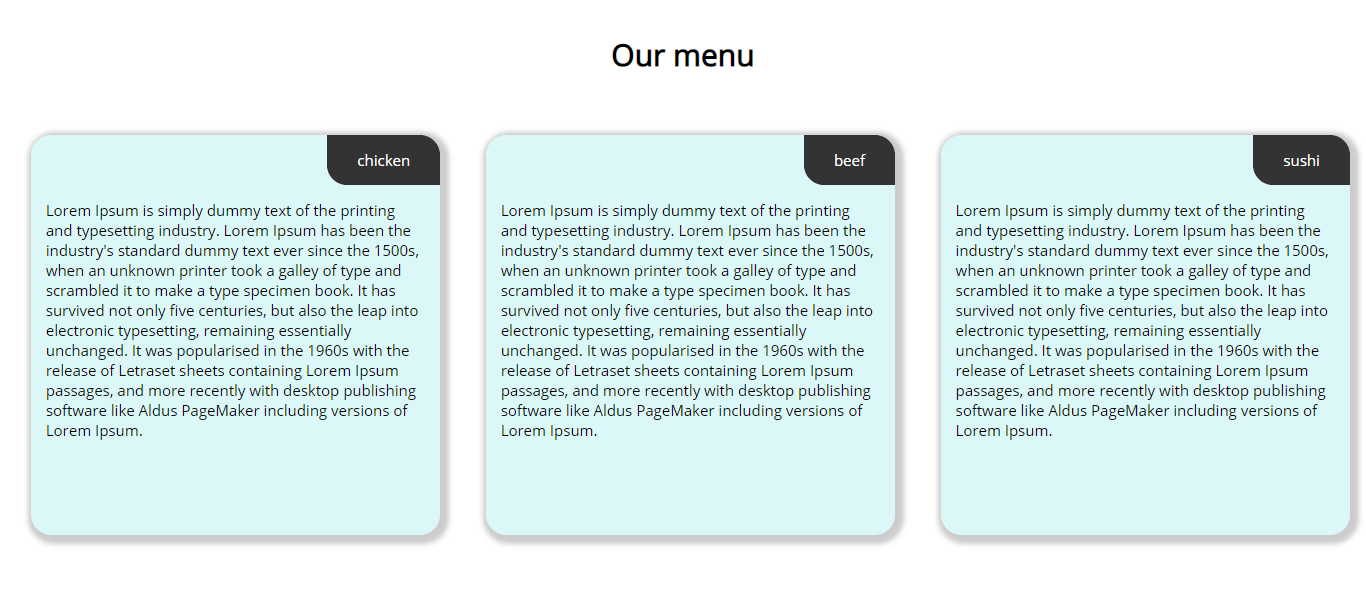 Our menu
chicken
Lorem Ipsum is simply dummy text of the printing
and typesetting industry. Lorem Ipsum has been the
industry's standard dummy text ever since the 1500s,
when an unknown printer took a galley of type and
scrambled it to make a type specimen book. It has
survived not only five centuries, but also the leap into
electronic typesetting, remaining essentially
unchanged. It was popularised in the 1960s with the
release of Letraset sheets containing Lorem Ipsum
passages, and more recently with desktop publishing
software like Aldus PageMaker including versions of
Lorem Ipsum.
beef
Lorem Ipsum is simply dummy text of the printing
and typesetting industry. Lorem Ipsum has been the
industry's standard dummy text ever since the 1500s,
when an unknown printer took a galley of type and
scrambled it to make a type specimen book. It has
survived not only five centuries, but also the leap into
electronic typesetting, remaining essentially
unchanged. It was popularised in the 1960s with the
release of Letraset sheets containing Lorem Ipsum
passages, and more recently with desktop publishing
software like Aldus PageMaker including versions of
Lorem Ipsum.
sushi
Lorem Ipsum is simply dummy text of the printing
and typesetting industry. Lorem Ipsum has been the
industry's standard dummy text ever since the 1500s,
when an unknown printer took a galley of type and
scrambled it to make a type specimen book. It has
survived not only five centuries, but also the leap into
electronic typesetting, remaining essentially
unchanged. It was popularised in the 1960s with the
release of Letraset sheets containing Lorem Ipsum
passages, and more recently with desktop publishing
software like Aldus PageMaker including versions of
Lorem Ipsum.